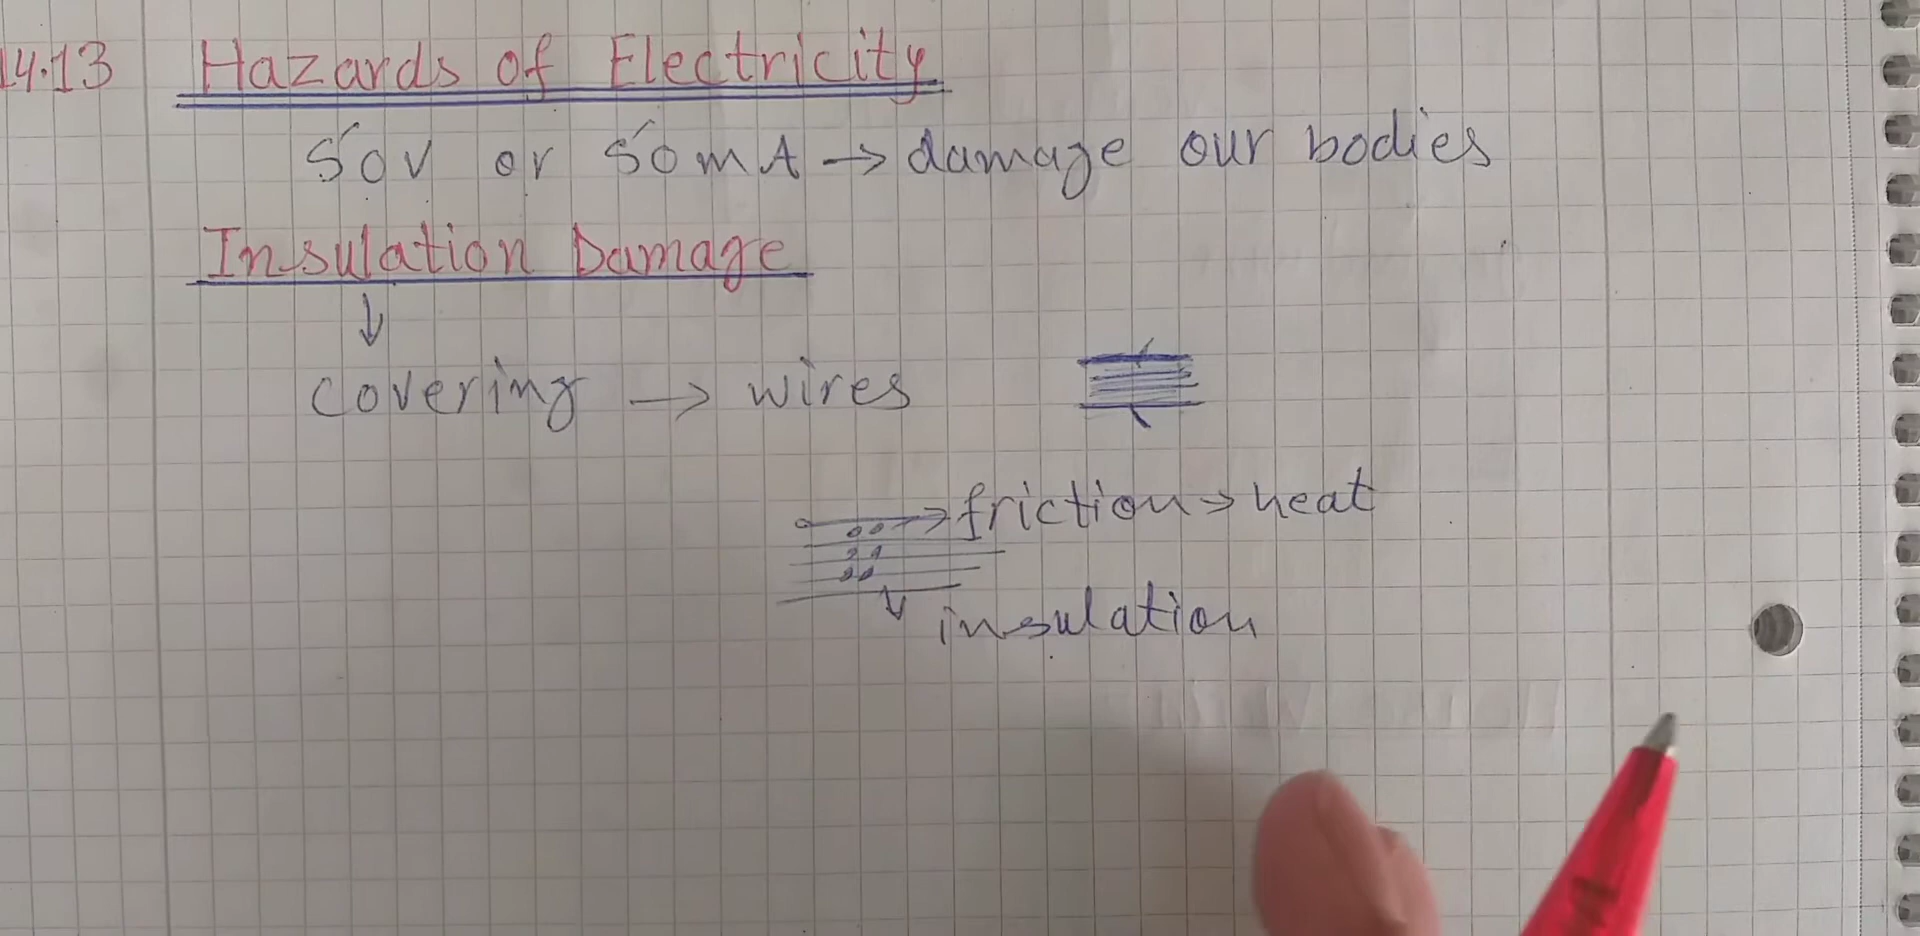 14.13 Hazards of Electricity
50V or 50mA → damage our bodies
Insulation Damage
↓
covering → wires
→ friction → heat
insulation